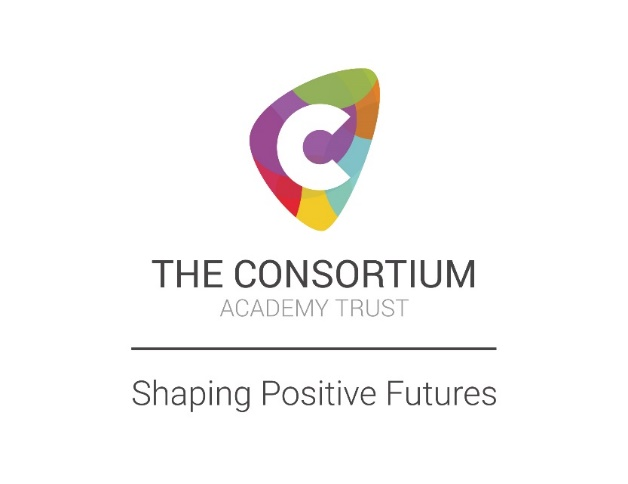 C
THE CONSORTIUM
ACADEMY TRUST
Shaping Positive Futures